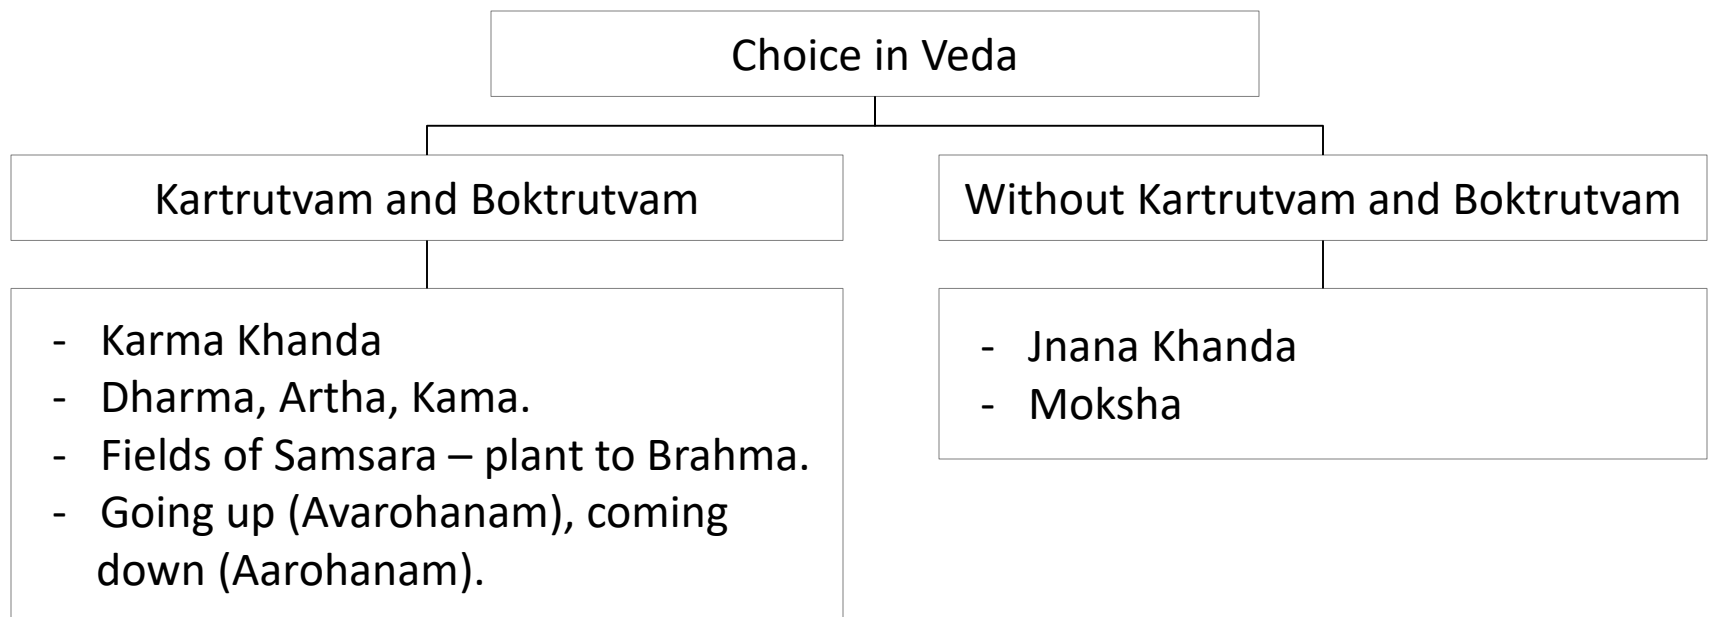 Choice in Veda
Kartrutvam and Boktrutvam
Without Kartrutvam and Boktrutvam
- Karma Khanda
- Dharma, Artha, Kama.
- Fields of Samsara – plant to Brahma.
- Going up (Avarohanam), coming
down (Aarohanam).
- Jnana Khanda
- Moksha